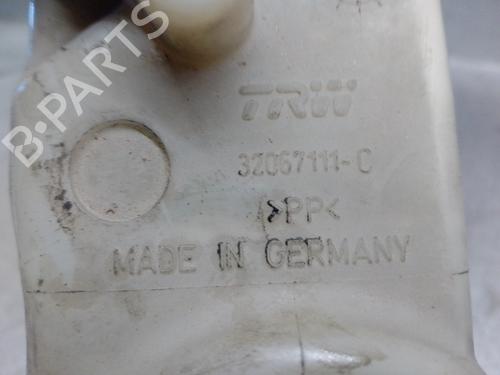 B-PARTS
TRW
32067111-C
>PP<
MADE IN GERMANY